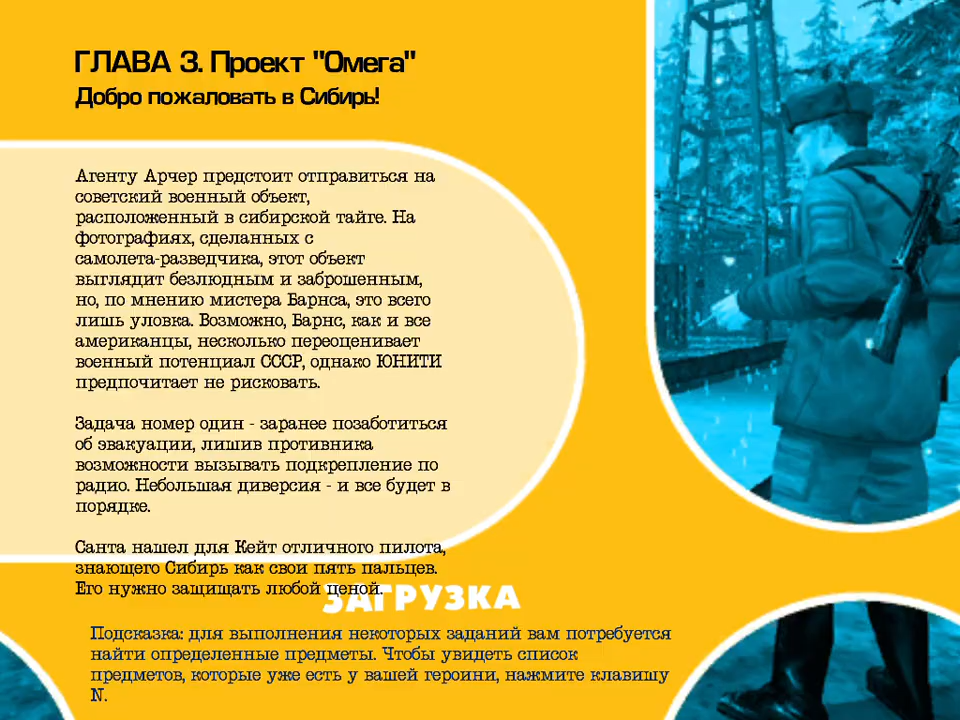 ГЛАВА 3. Проект "Омега"
Добро пожаловать в Сибирь!
Агенту Арчер предстоит отправиться на
советский военный объект,
расположенный в сибирской тайге. На
фотографиях, сделанных с
самолета-разведчика, этот объект
выглядит безлюдным и заброшенным,
но, по мнению мистера Барнса, это всего
лишь уловка. Возможно, Барнс, как и все
американцы, несколько переоценивает
военный потенциал СССР, однако ЮНИТИ
предпочитает не рисковать.
Задача номер один - заранее позаботиться
об эвакуации, лишив противника
возможности вызывать подкрепление по
радио. Небольшая диверсия - и все будет в
порядке.
Санта нашел для Кейт отличного пилота,
знающего Сибирь как свои пять пальцев.
Его нужно защищать любой ценой.
ЗАГРУЗКА
Подсказка: для выполнения некоторых заданий вам потребуется
найти определенные предметы. Чтобы увидеть список
предметов, которые уже есть у вашей героини, нажмите клавишу
N.